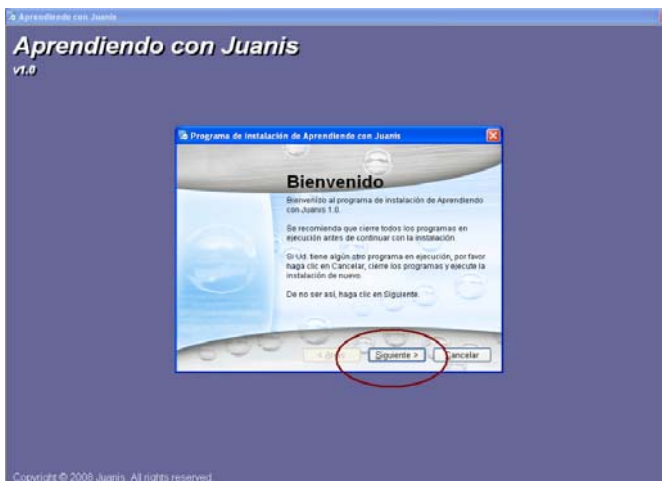 Aprendiendo con Juanis
Aprendiendo con Juanis
v1.0
Programa de instalación de Aprendiendo con Juanis
Bienvenido
Bienvenido al programa de instalación de Aprendiendo
con Juanis 1.0.
Se recomienda que cierre todos los programas en
ejecución antes de continuar con la instalación.
Si Ud. tiene algún otro programa en ejecución, por favor
haga clic en Cancelar, cierre los programas y ejecute la
instalación de nuevo.
De no ser así, haga clic en Siguiente.
< Atrás
Siguiente >
Cancelar
Copyright © 2008 Juanis. All rights reserved